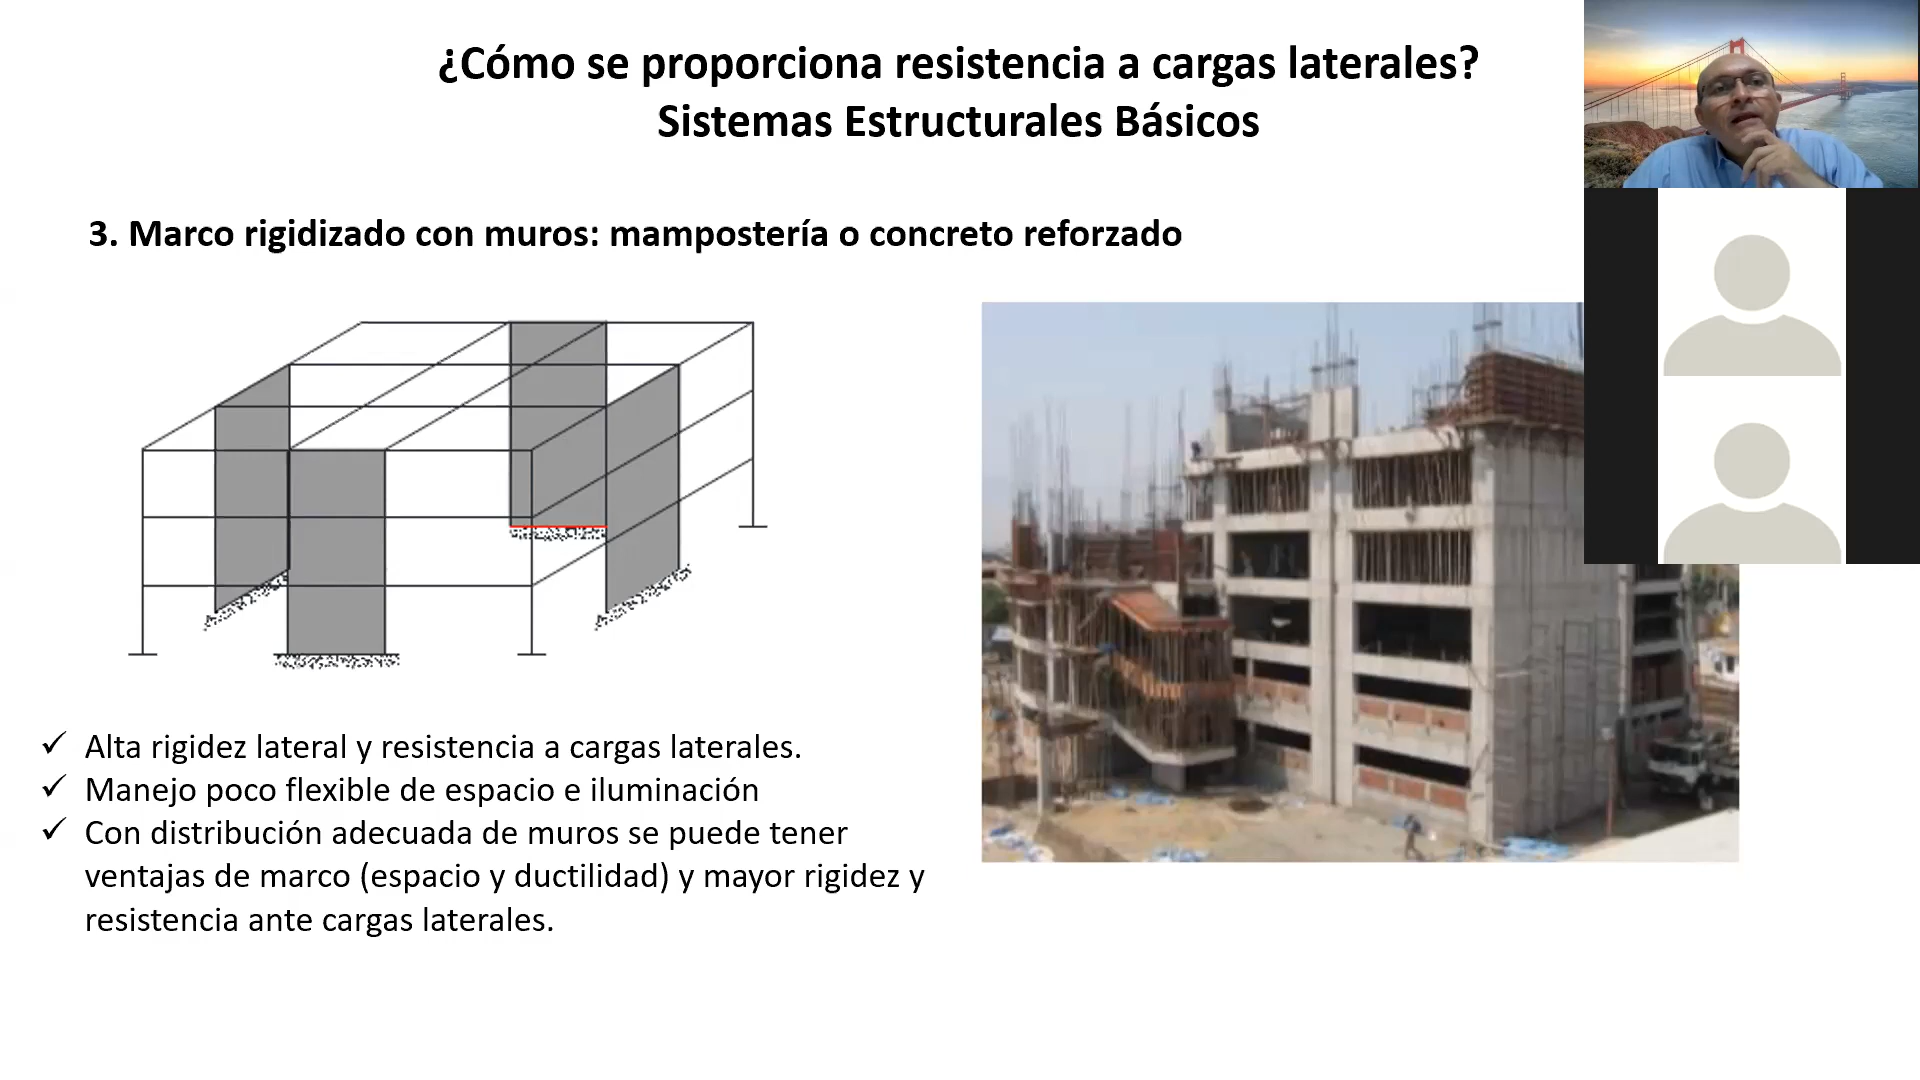 ¿Cómo se proporciona resistencia a cargas laterales?
Sistemas Estructurales Básicos
3. Marco rigidizado con muros: mampostería o concreto reforzado
✓ Alta rigidez lateral y resistencia a cargas laterales.
✓ Manejo poco flexible de espacio e iluminación
✓ Con distribución adecuada de muros se puede tener
ventajas de marco (espacio y ductilidad) y mayor rigidez y
resistencia ante cargas laterales.